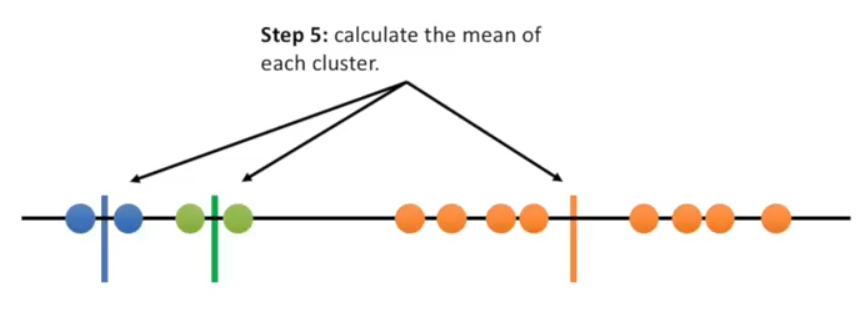 Step 5: calculate the mean of
each cluster.